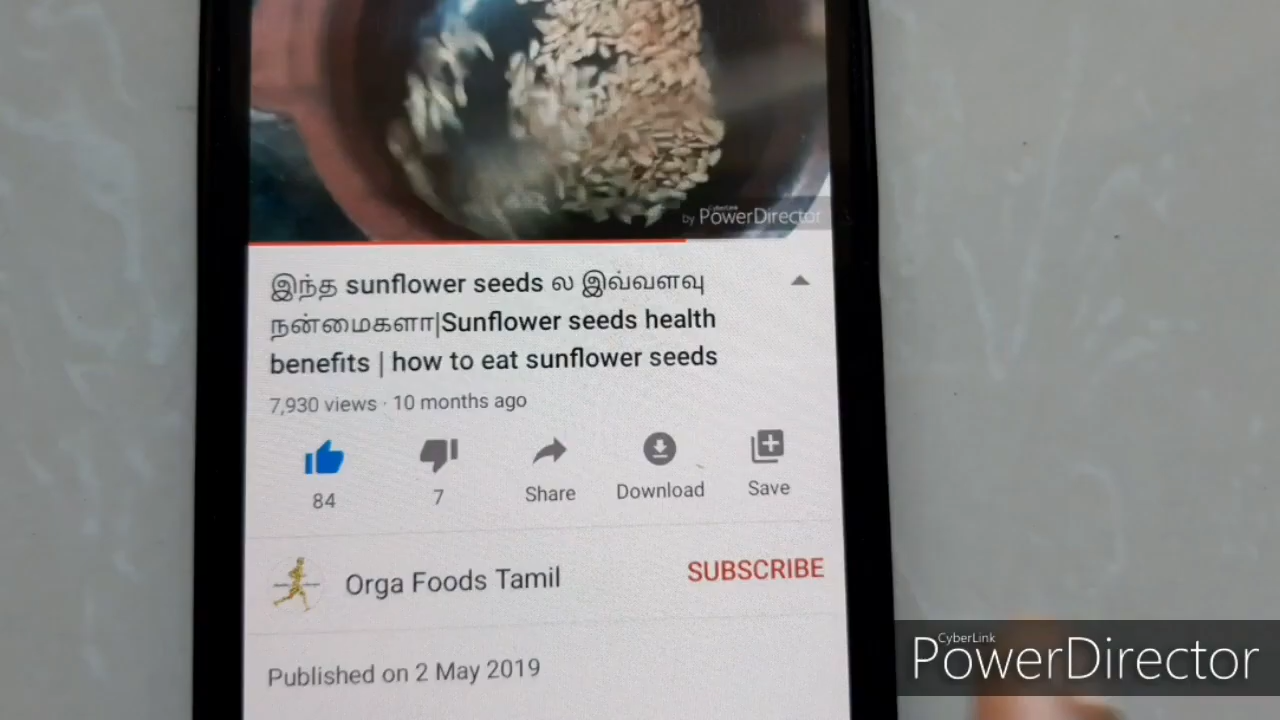 CyberLink
by PowerDirector
இந்த sunflower seeds ல இவ்வளவு
நன்மைகளா|Sunflower seeds health
benefits | how to eat sunflower seeds
7,930 views · 10 months ago
84
7
Share
Download
Save
Orga Foods Tamil
SUBSCRIBE
Published on 2 May 2019
CyberLink
PowerDirector